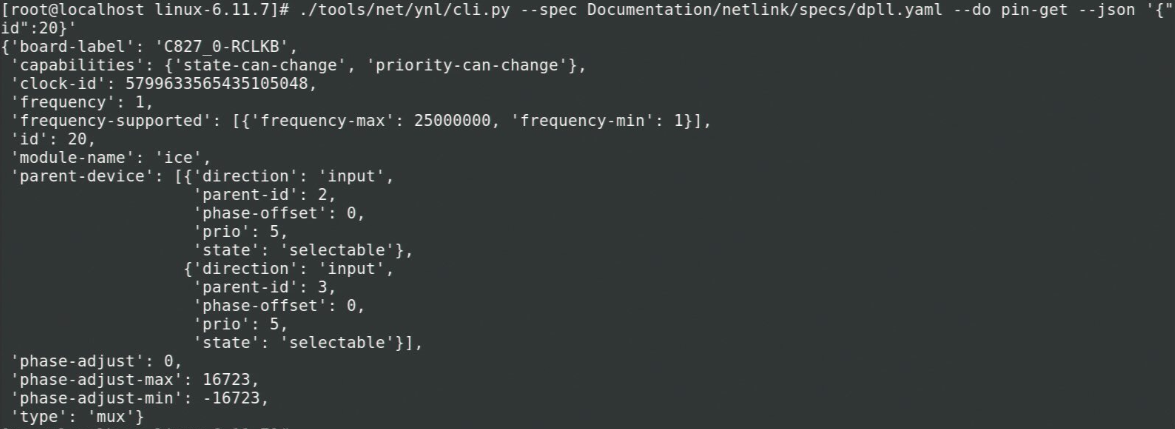 [root@localhost linux-6.11.7]# ./tools/net/ynl/cli.py --spec Documentation/netlink/specs/dpll.yaml --do pin-get --json '{"
id":20}'
{'board-label': 'C827_0-RCLKB',
 'capabilities': {'state-can-change', 'priority-can-change'},
 'clock-id': 5799633565435105048,
 'frequency': 1,
 'frequency-supported': [{'frequency-max': 25000000, 'frequency-min': 1}],
 'id': 20,
 'module-name': 'ice',
 'parent-device': [{'direction': 'input',
                    'parent-id': 2,
                    'phase-offset': 0,
                    'prio': 5,
                    'state': 'selectable'},
                   {'direction': 'input',
                    'parent-id': 3,
                    'phase-offset': 0,
                    'prio': 5,
                    'state': 'selectable'}],
 'phase-adjust': 0,
 'phase-adjust-max': 16723,
 'phase-adjust-min': -16723,
 'type': 'mux'}